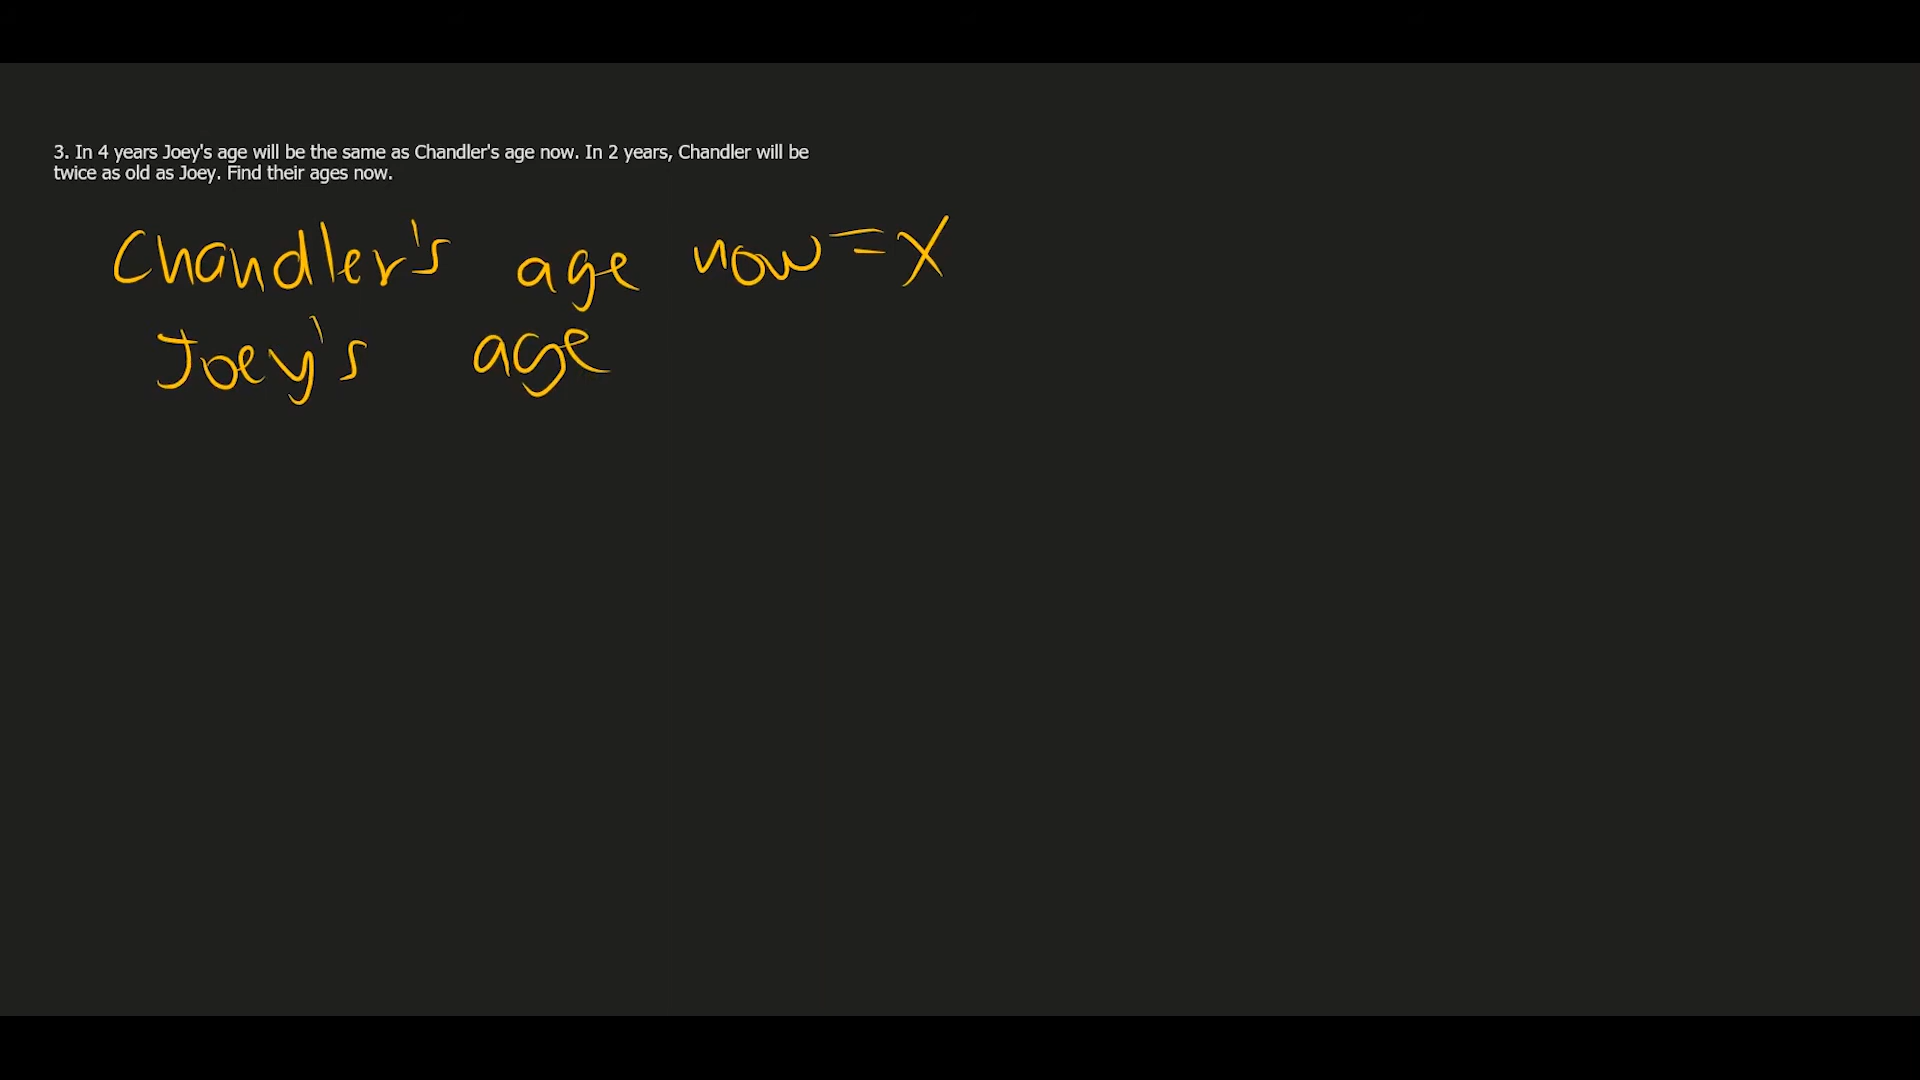 3. In 4 years Joey's age will be the same as Chandler's age now. In 2 years, Chandler will be
twice as old as Joey. Find their ages now.
Chandler's age now = X
Joey's age